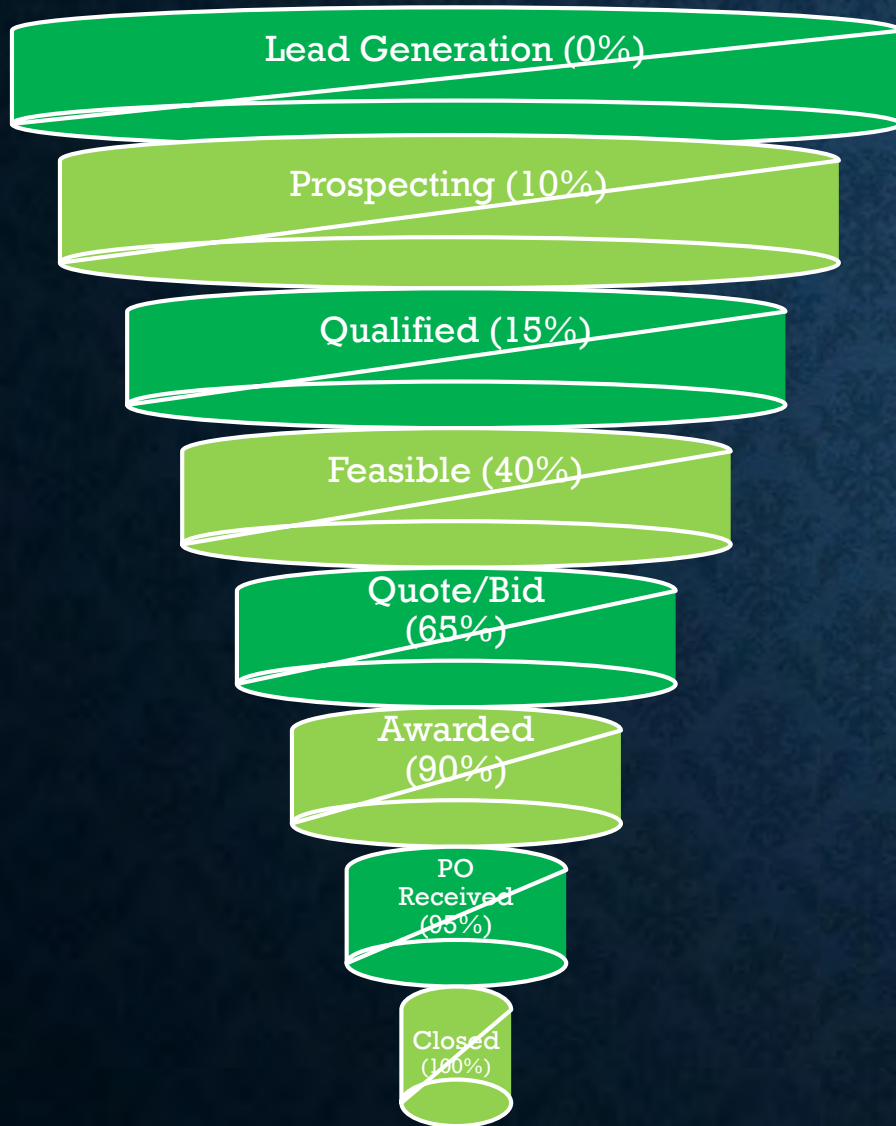 Lead Generation (0%)
Prospecting (10%)
Qualified (15%)
Feasible (40%)
Quote/Bid
(65%)
Awarded
(90%)
PO
Received
(95%)
Closed
(100%)